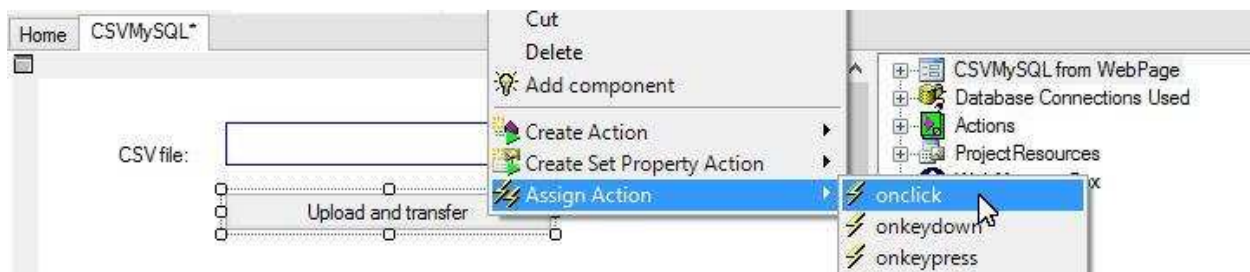 Home CSVMySQL*
CSV file:
Upload and transfer
Cut
Delete
Add component
Create Action
Create Set Property Action
Assign Action
onclick
onkeydown
onkeypress
CSVMySQL from WebPage
Database Connections Used
Actions
ProjectResources